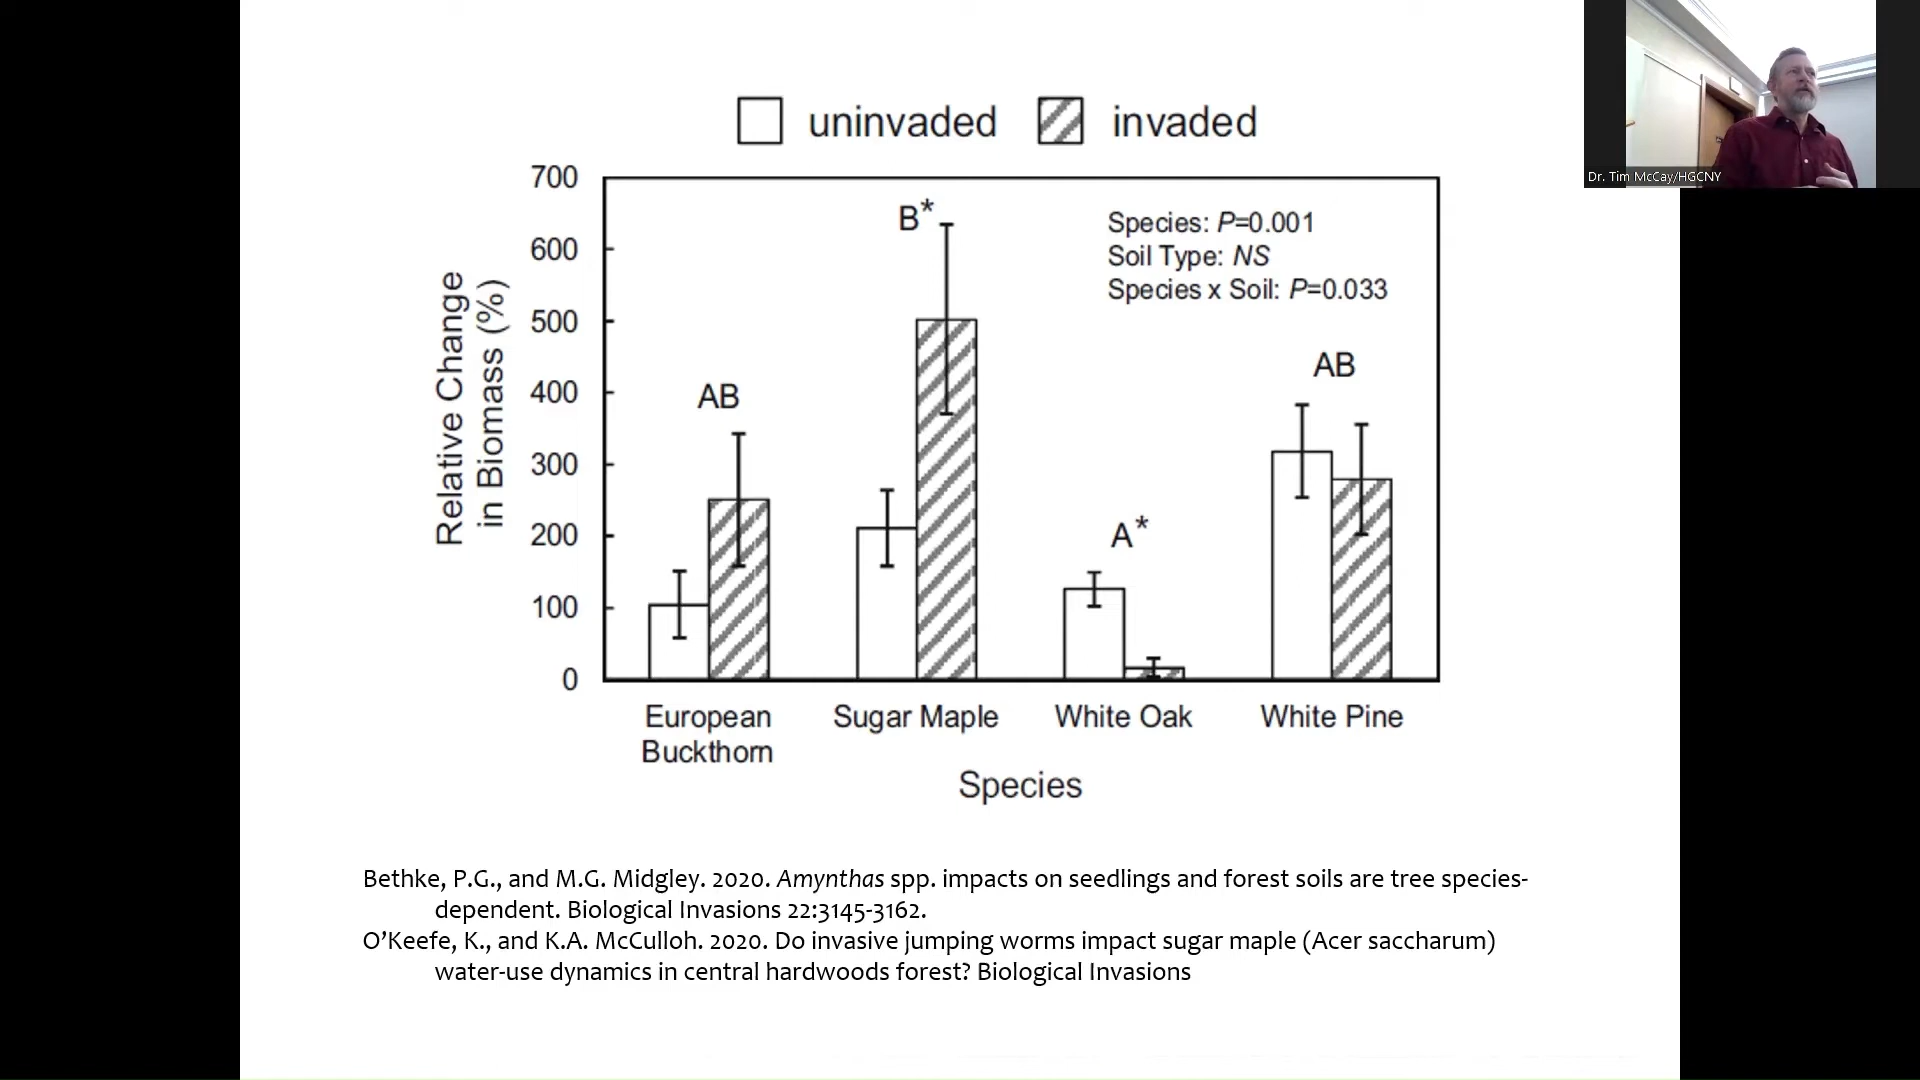 Dr. Tim McCay/HGCNY
uninvaded invaded
Relative Change
in Biomass (%)
700
600
500
400
300
200
100
0
AB
B*
A*
AB
Species: P=0.001
Soil Type: NS
Species x Soil: P=0.033
European
Buckthorn
Sugar Maple
White Oak
White Pine
Species
Bethke, P.G., and M.G. Midgley. 2020. Amynthas spp. impacts on seedlings and forest soils are tree species-
dependent. Biological Invasions 22:3145-3162.
O’Keefe, K., and K.A. McCulloh. 2020. Do invasive jumping worms impact sugar maple (Acer saccharum)
water-use dynamics in central hardwoods forest? Biological Invasions